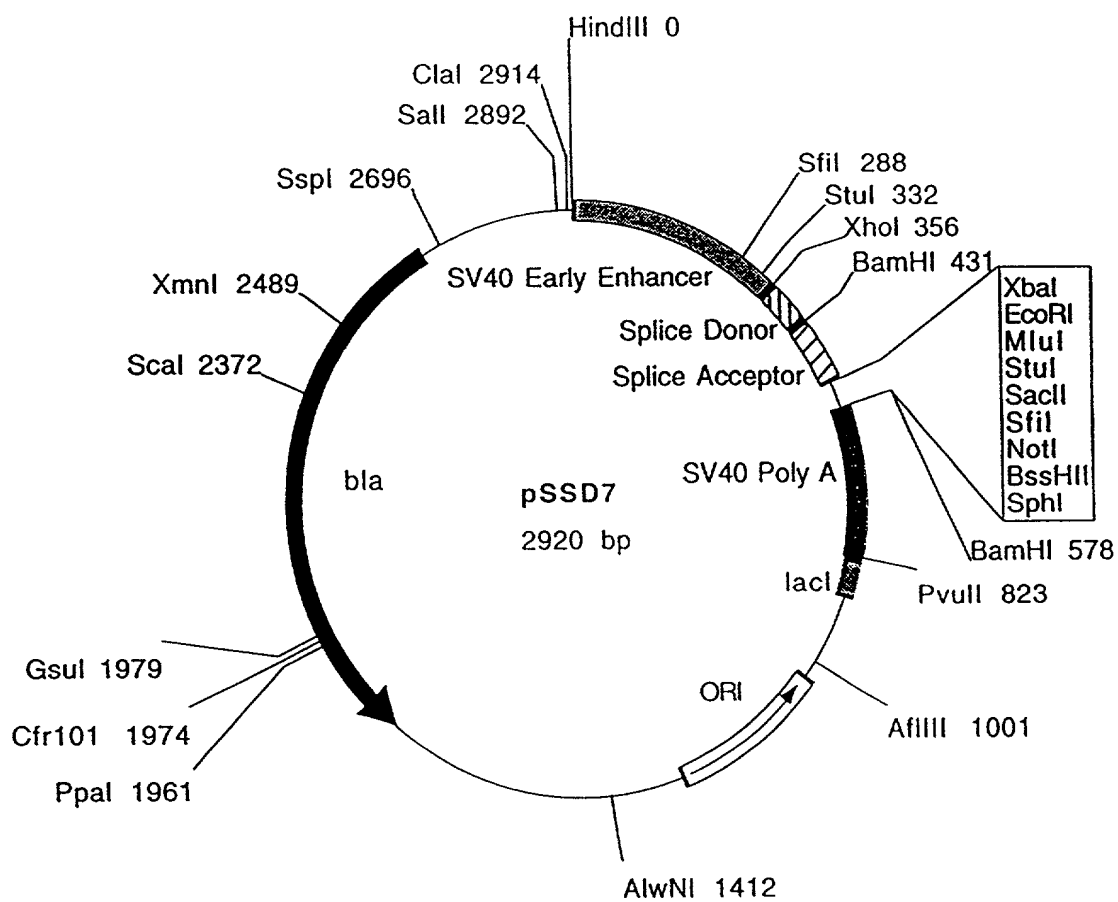 HindIII 0
ClaI 2914
SalI 2892
SspI 2696
XmnI 2489
ScaI 2372
SfiI 288
StuI 332
XhoI 356
BamHI 431
SV40 Early Enhancer
Splice Donor
Splice Acceptor
XbaI
EcoRI
MluI
StuI
SacII
SfiI
NotI
BssHII
SphI
SV40 Poly A
bla
pSSD7
2920 bp
BamHI 578
lacI
PvuII 823
GsuI 1979
Cfr101 1974
PpaI 1961
ORI
AflIII 1001
AlwNI 1412